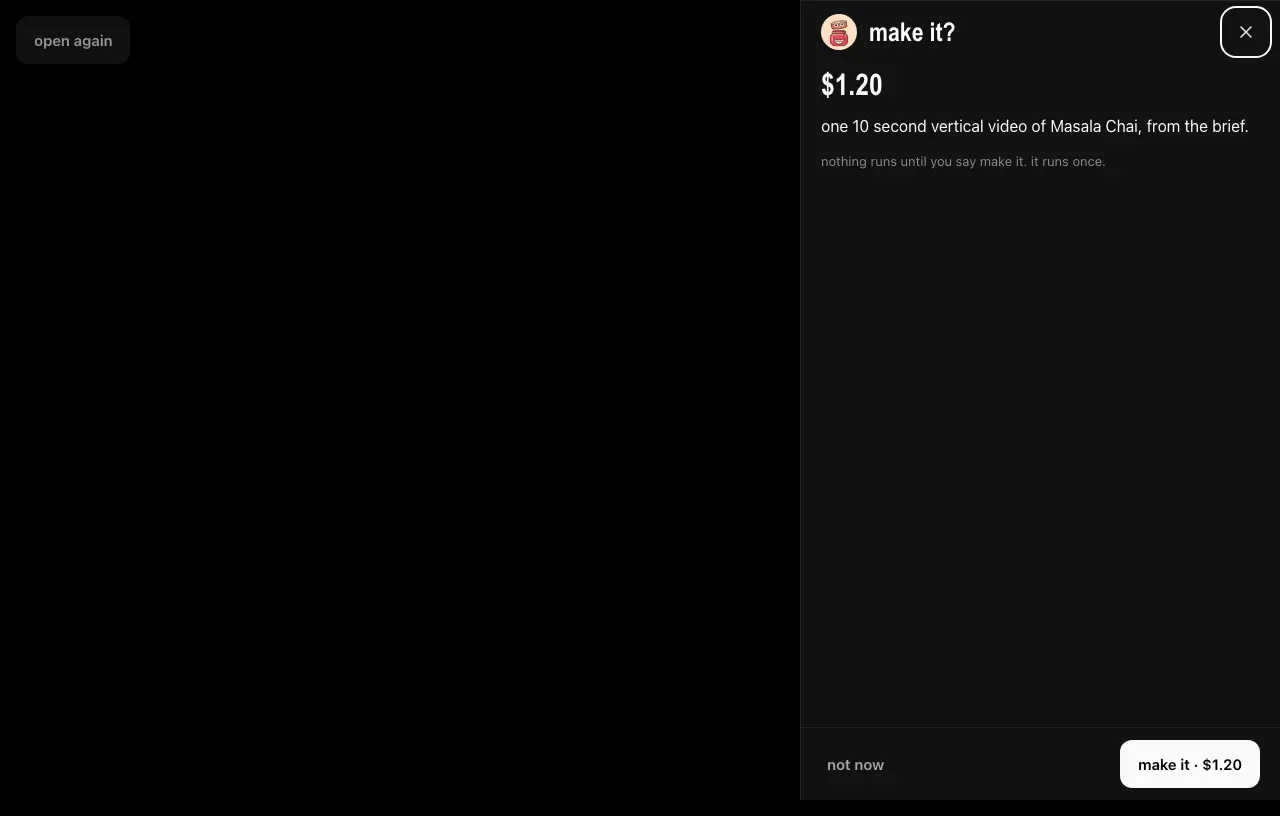 open again
make it?
$1.20
one 10 second vertical video of Masala Chai, from the brief.
nothing runs until you say make it. it runs once.
not now
make it · $1.20